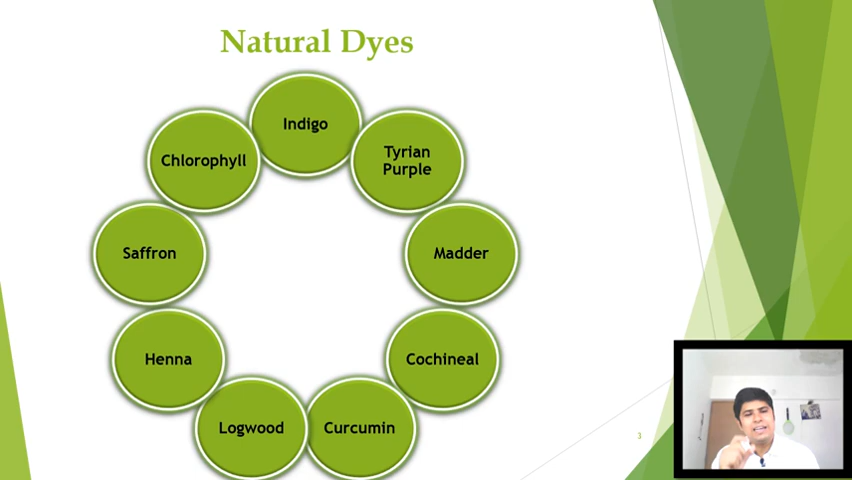 Natural Dyes
Indigo
Tyrian
Purple
Madder
Cochineal
Curcumin
Logwood
Henna
Saffron
Chlorophyll
3